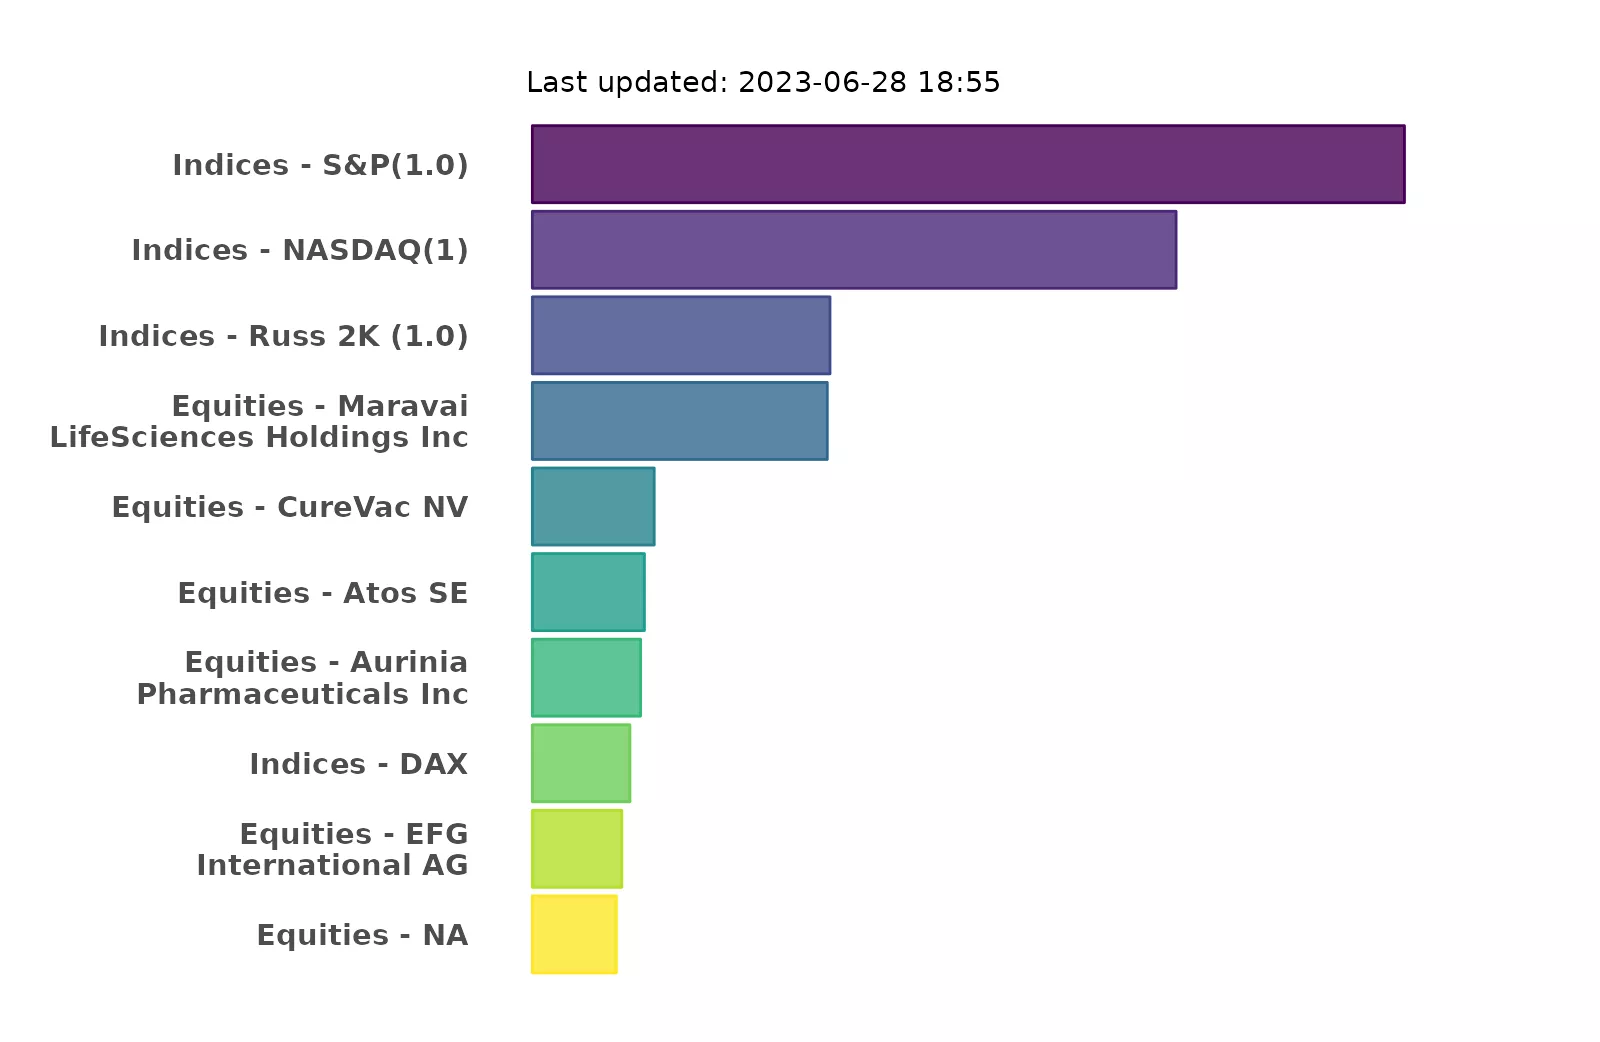 Last updated: 2023-06-28 18:55
Indices - S&P(1.0)
Indices - NASDAQ(1)
Indices - Russ 2K (1.0)
Equities - Maravai
LifeSciences Holdings Inc
Equities - CureVac NV
Equities - Atos SE
Equities - Aurinia
Pharmaceuticals Inc
Indices - DAX
Equities - EFG
International AG
Equities - NA